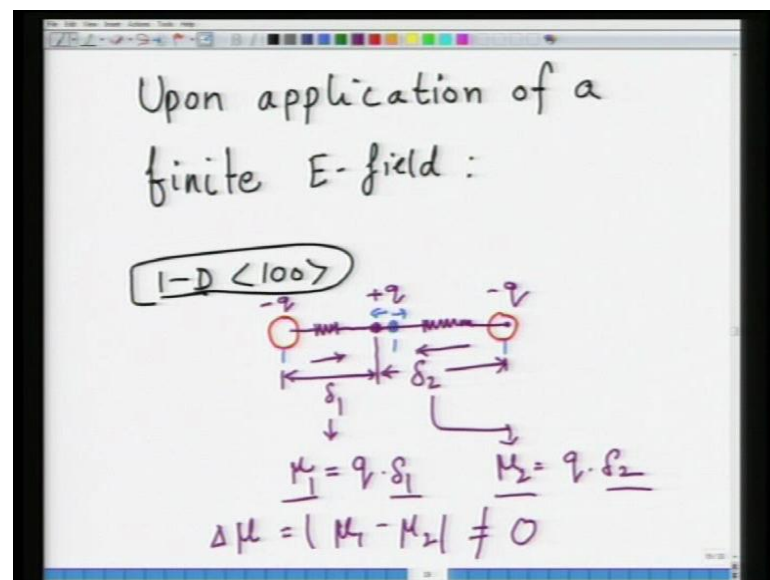 Upon application of a
finite E-field :
1-D <100>
-q +q -q
δ1 δ2
μ1 = q·δ1 μ2 = q·δ2
Δμ = |μ1 - μ2| ≠ 0